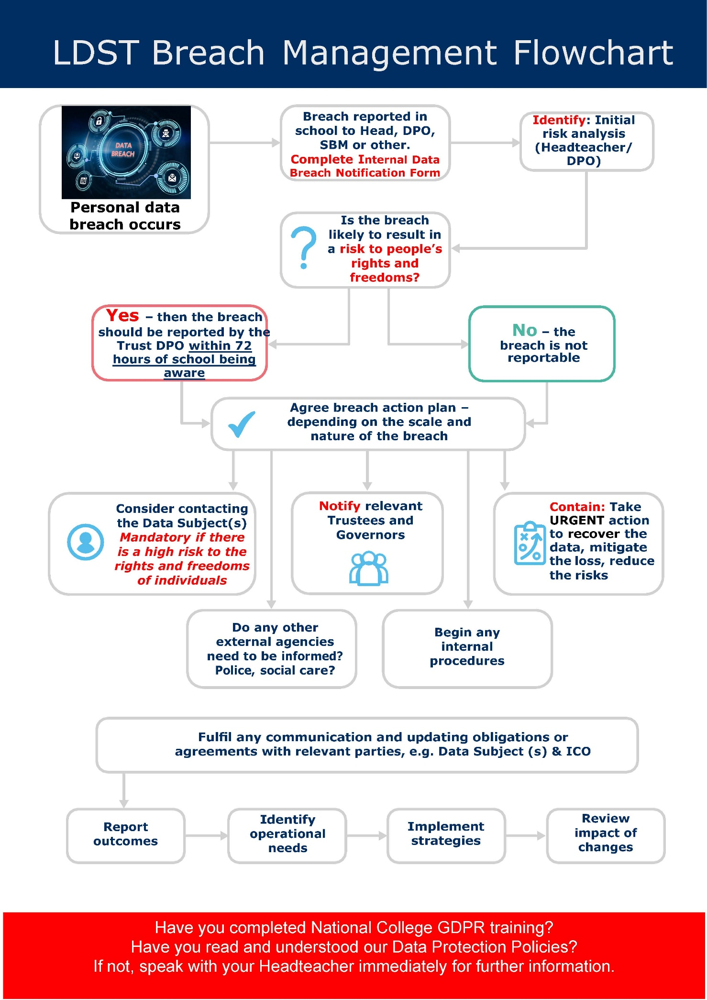 LDST Breach Management Flowchart
DATA
BREACH
Personal data
breach occurs
Breach reported in
school to Head, DPO,
SBM or other.
Complete Internal Data
Breach Notification Form
Identify: Initial
risk analysis
(Headteacher/
DPO)
Is the breach
likely to result in
a risk to people’s
rights and
freedoms?
Yes – then the breach
should be reported by the
Trust DPO within 72
hours of school being
aware
No – the
breach is not
reportable
Agree breach action plan –
depending on the scale and
nature of the breach
Consider contacting
the Data Subject(s)
Mandatory if there
is a high risk to the
rights and freedoms
of individuals
Notify relevant
Trustees and
Governors
Contain: Take
URGENT action
to recover the
data, mitigate
the loss, reduce
the risks
Do any other
external agencies
need to be informed?
Police, social care?
Begin any
internal
procedures
Fulfil any communication and updating obligations or
agreements with relevant parties, e.g. Data Subject (s) & ICO
Report
outcomes
Identify
operational
needs
Implement
strategies
Review
impact of
changes
Have you completed National College GDPR training?
Have you read and understood our Data Protection Policies?
If not, speak with your Headteacher immediately for further information.